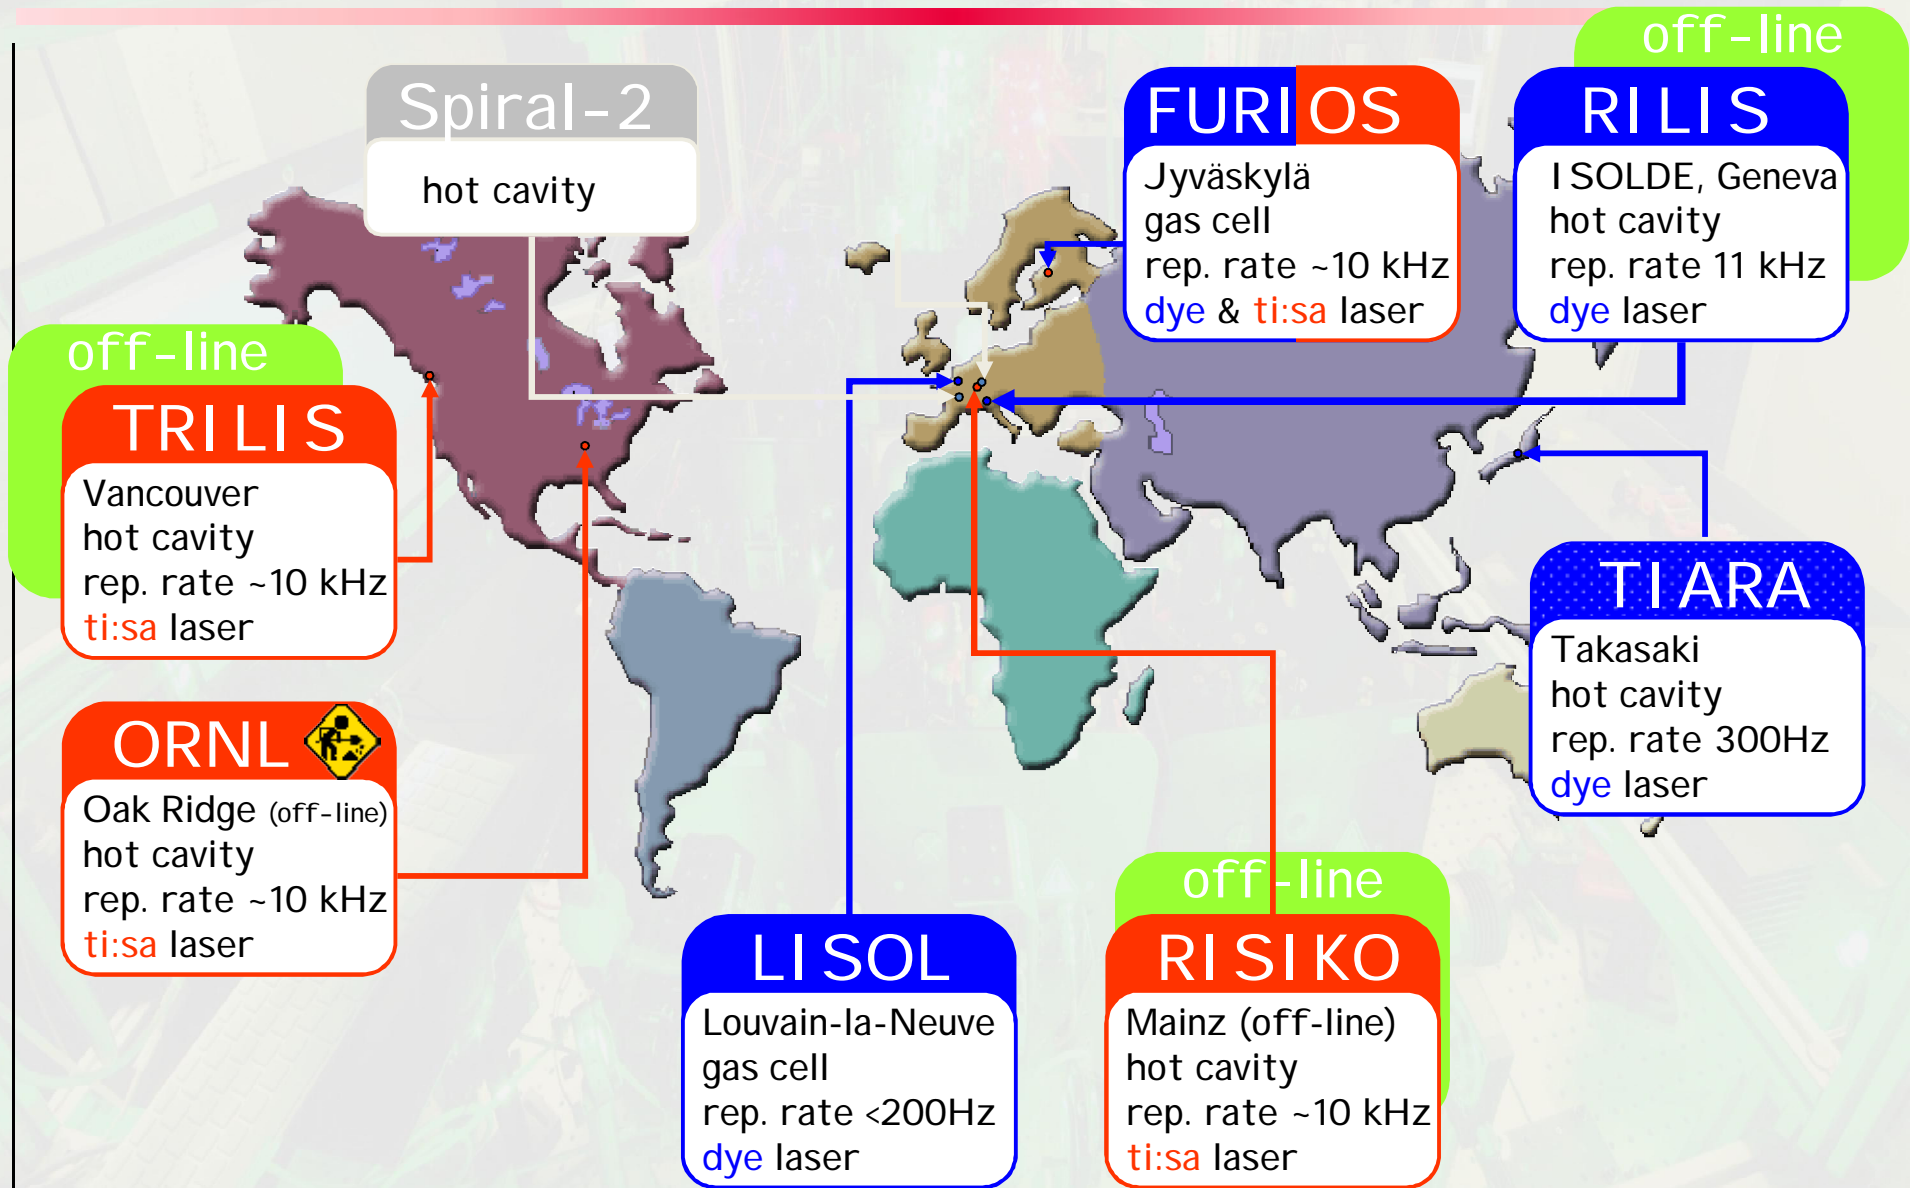 off-line
Spiral-2
hot cavity
FURIOS
Jyväskylä
gas cell
rep. rate ~10 kHz
dye & ti:sa laser
RILIS
ISOLDE, Geneva
hot cavity
rep. rate 11 kHz
dye laser
off-line
TRILIS
Vancouver
hot cavity
rep. rate ~10 kHz
ti:sa laser
TIARA
Takasaki
hot cavity
rep. rate 300Hz
dye laser
ORNL
Oak Ridge (off-line)
hot cavity
rep. rate ~10 kHz
ti:sa laser
LISOL
Louvain-la-Neuve
gas cell
rep. rate <200Hz
dye laser
off-line
RISIKO
Mainz (off-line)
hot cavity
rep. rate ~10 kHz
ti:sa laser